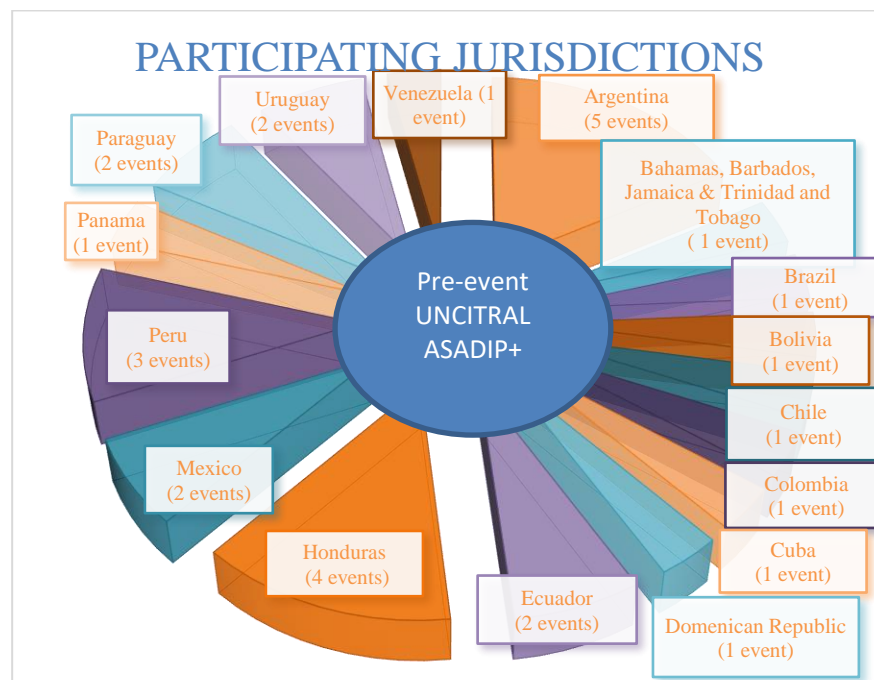 PARTICIPATING JURISDICTIONS
Argentina
(5 events)
Bahamas, Barbados,
Jamaica & Trinidad and
Tobago
( 1 event)
Brazil
(1 event)
Bolivia
(1 event)
Chile
(1 event)
Colombia
(1 event)
Cuba
(1 event)
Domenican Republic
(1 event)
Ecuador
(2 events)
Honduras
(4 events)
Mexico
(2 events)
Peru
(3 events)
Panama
(1 event)
Paraguay
(2 events)
Uruguay
(2 events)
Venezuela (1
event)
Pre-event
UNCITRAL
ASADIP+